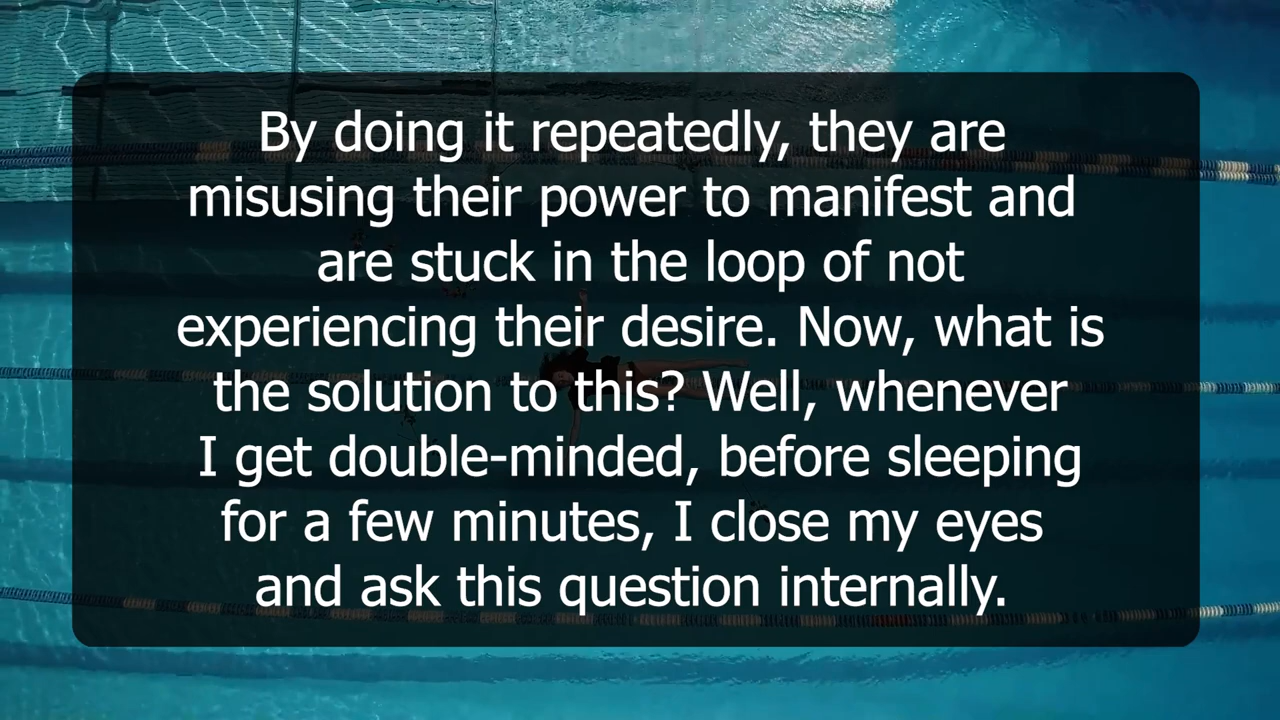 By doing it repeatedly, they are
misusing their power to manifest and
are stuck in the loop of not
experiencing their desire. Now, what is
the solution to this? Well, whenever
I get double-minded, before sleeping
for a few minutes, I close my eyes
and ask this question internally.